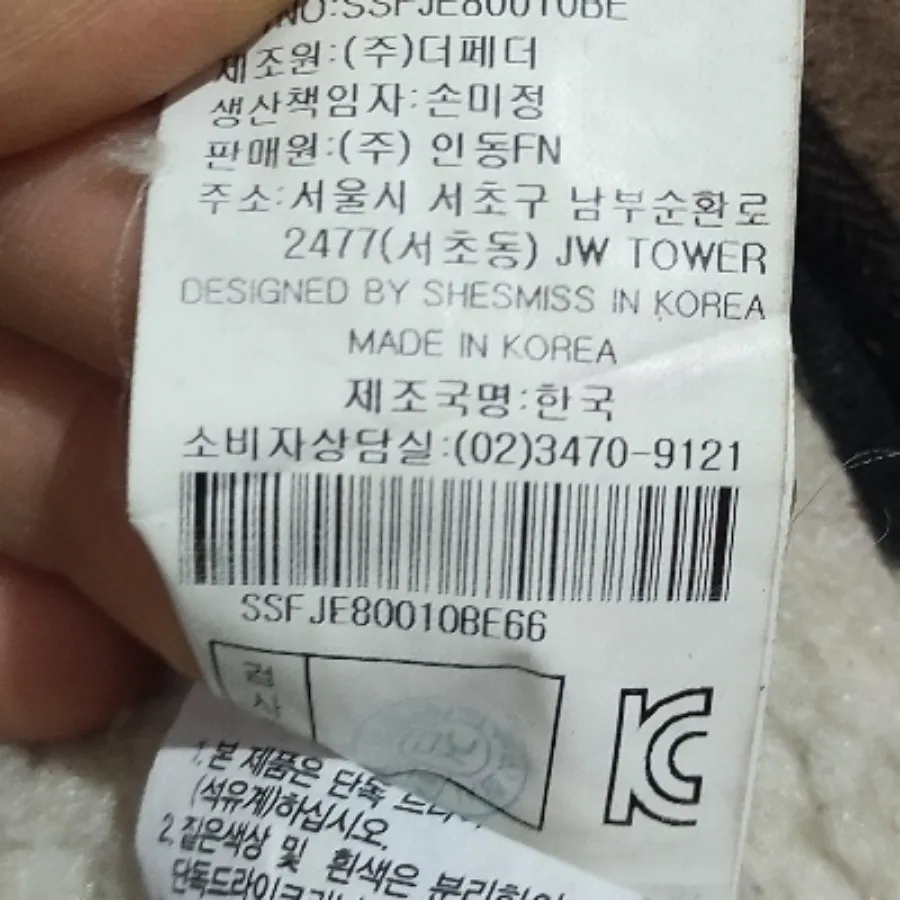 NO:SSFJE80010BE
제조원:(주)더페더
생산책임자:손미정
판매원:(주) 인동FN
주소:서울시 서초구 남부순환로
2477(서초동) JW TOWER
DESIGNED BY SHESMISS IN KOREA
MADE IN KOREA
제조국명:한국
소비자상담실:(02)3470-9121
SSFJE80010BE66
검사
KC
1.본 제품은 단독
(석유계)하십시오.
2.짙은색상 및 흰색은